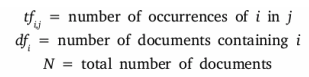 tf_{i,j} = number of occurrences of i in j
df_i = number of documents containing i
N = total number of documents